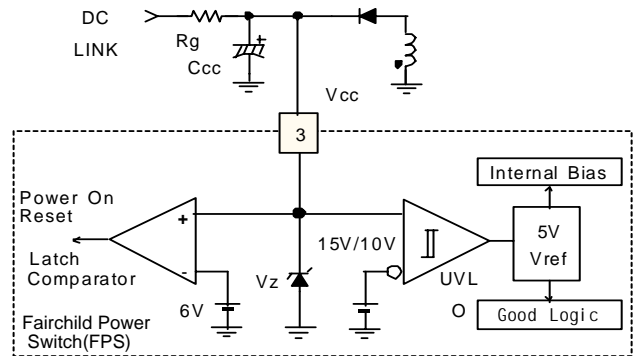 DC
LINK
Rg
Ccc
+
Vcc
3
Internal Bias
Power On
Reset
+
15V/10V
5V
Vref
Latch
Comparator
-
Vz
UVL
O
6V
Good Logic
Fairchild Power
Switch(FPS)